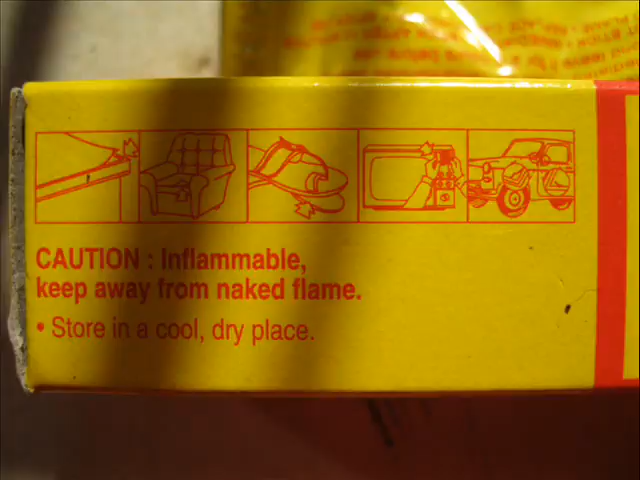 CAUTION : Inflammable,
keep away from naked flame.
• Store in a cool, dry place.